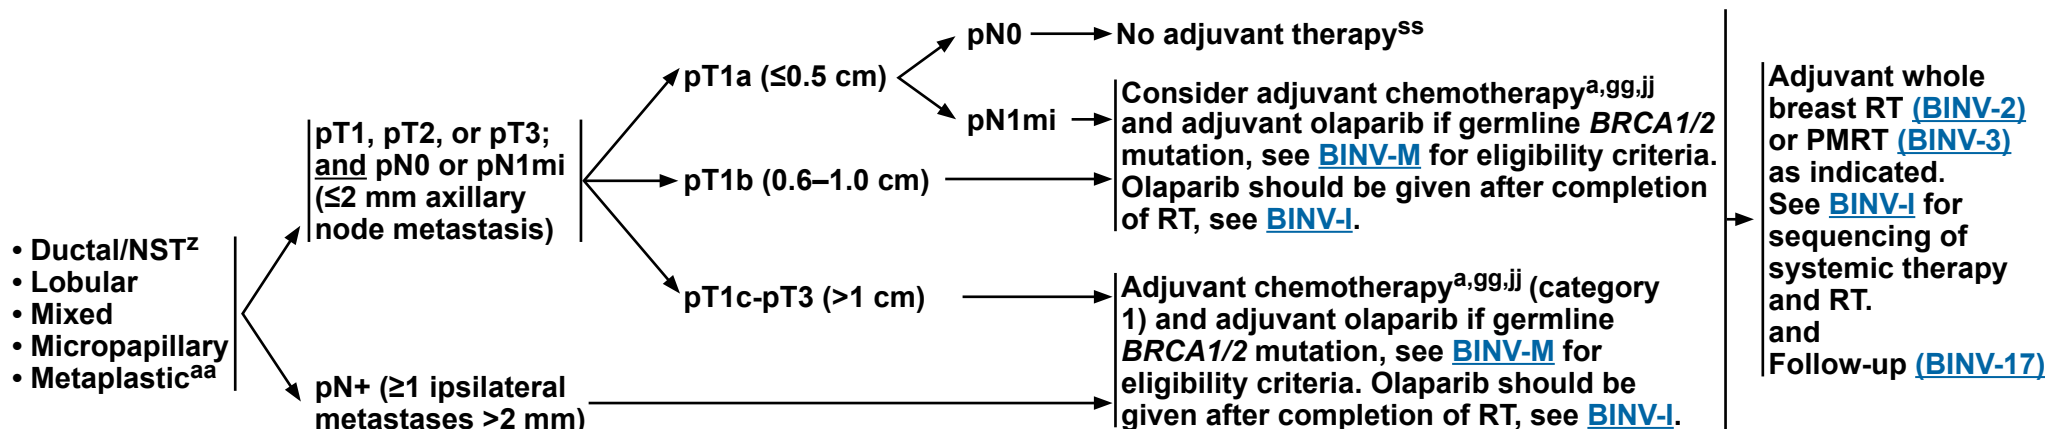 • Ductal/NSTz
• Lobular
• Mixed
• Micropapillary
• Metaplasticaa
pT1, pT2, or pT3;
and pN0 or pN1mi
(≤2 mm axillary
node metastasis)
pN+ (≥1 ipsilateral
metastases >2 mm)
pT1a (≤0.5 cm)
pT1b (0.6–1.0 cm)
pT1c-pT3 (>1 cm)
pN0
pN1mi
No adjuvant therapyss
Consider adjuvant chemotherapya,gg,jj
and adjuvant olaparib if germline BRCA1/2
mutation, see BINV-M for eligibility criteria.
Olaparib should be given after completion
of RT, see BINV-I.
Adjuvant chemotherapya,gg,jj (category
1) and adjuvant olaparib if germline
BRCA1/2 mutation, see BINV-M for
eligibility criteria. Olaparib should be
given after completion of RT, see BINV-I.
Adjuvant whole
breast RT (BINV-2)
or PMRT (BINV-3)
as indicated.
See BINV-I for
sequencing of
systemic therapy
and RT.
and
Follow-up (BINV-17)